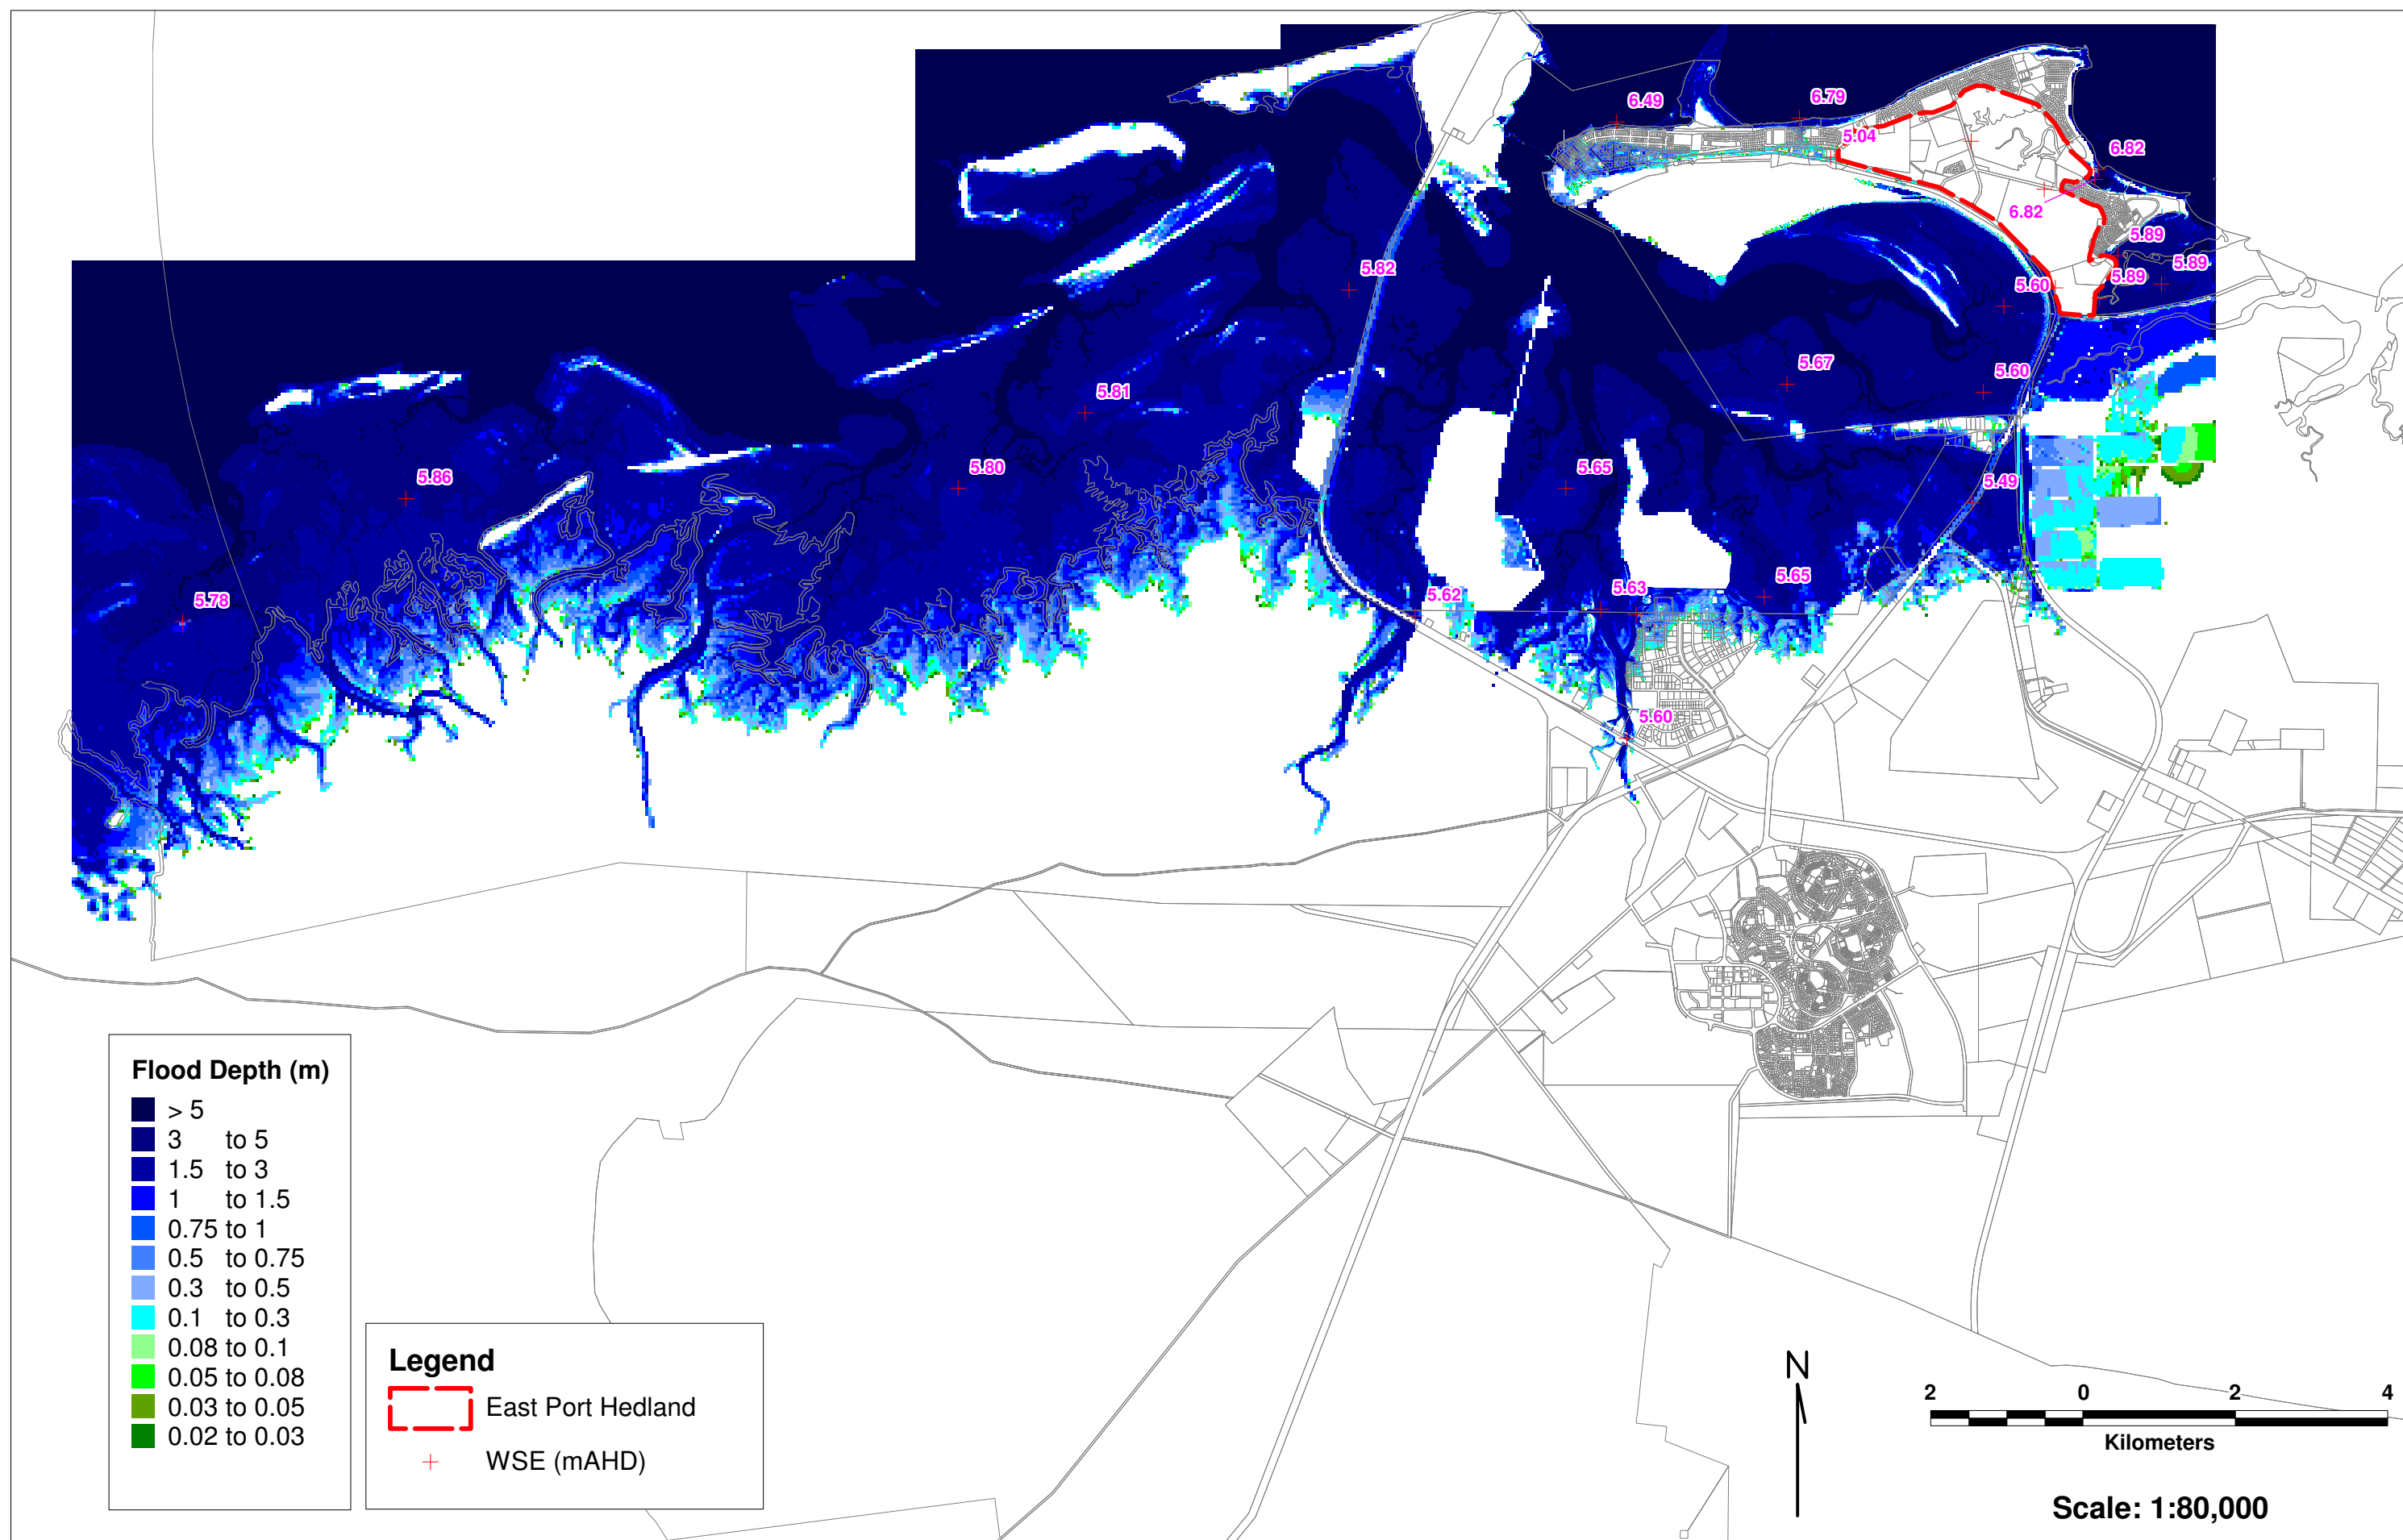 6.49
6.79
5.04
6.82
6.82
5.89
5.89
5.89
5.82
5.60
5.67
5.60
5.81
5.86
5.80
5.65
5.49
5.78
5.62
5.63
5.65
5.60
Flood Depth (m)
> 5
3 to 5
1.5 to 3
1 to 1.5
0.75 to 1
0.5 to 0.75
0.3 to 0.5
0.1 to 0.3
0.08 to 0.1
0.05 to 0.08
0.03 to 0.05
0.02 to 0.03
Legend
East Port Hedland
WSE (mAHD)
N
2 0 2 4
Kilometers
Scale: 1:80,000